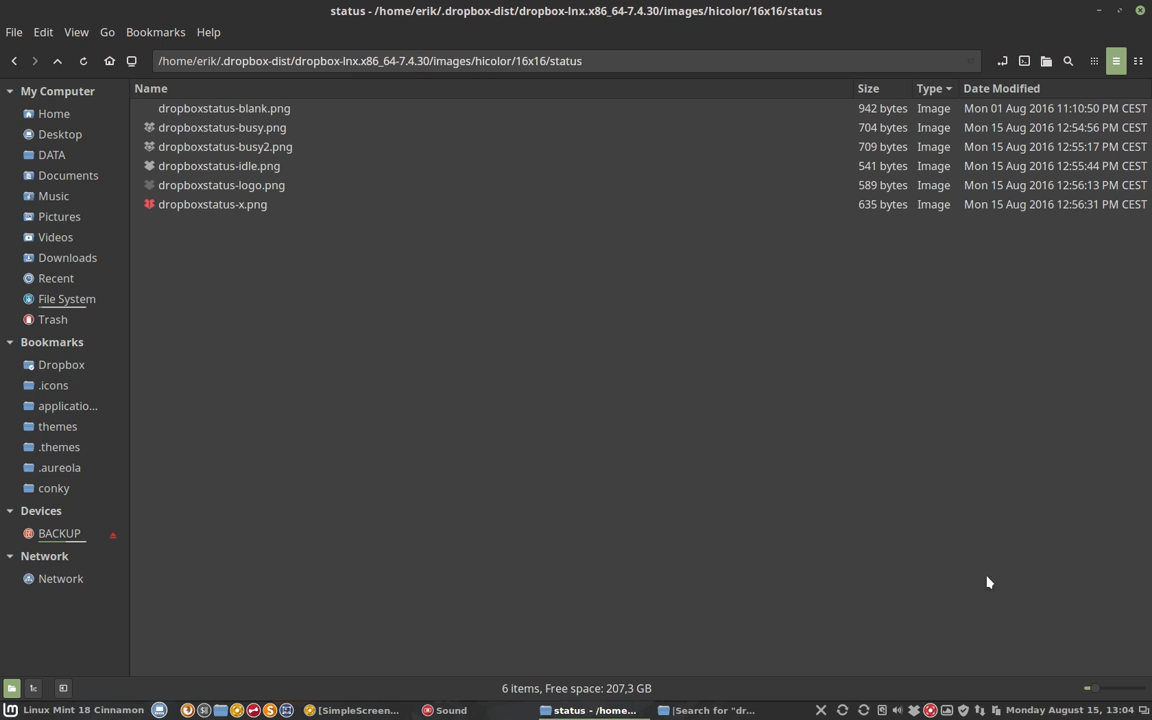 status - /home/erik/.dropbox-dist/dropbox-lnx.x86_64-7.4.30/images/hicolor/16x16/status
File Edit View Go Bookmarks Help
/home/erik/.dropbox-dist/dropbox-lnx.x86_64-7.4.30/images/hicolor/16x16/status
My Computer
Home
Desktop
DATA
Documents
Music
Pictures
Videos
Downloads
Recent
File System
Trash
Bookmarks
Dropbox
.icons
applicatio...
themes
.themes
.aureola
conky
Devices
BACKUP
Network
Network
Name Size Type Date Modified
dropboxstatus-blank.png 942 bytes Image Mon 01 Aug 2016 11:10:50 PM CEST
dropboxstatus-busy.png 704 bytes Image Mon 15 Aug 2016 12:54:56 PM CEST
dropboxstatus-busy2.png 709 bytes Image Mon 15 Aug 2016 12:55:17 PM CEST
dropboxstatus-idle.png 541 bytes Image Mon 15 Aug 2016 12:55:44 PM CEST
dropboxstatus-logo.png 589 bytes Image Mon 15 Aug 2016 12:56:13 PM CEST
dropboxstatus-x.png 635 bytes Image Mon 15 Aug 2016 12:56:31 PM CEST
6 items, Free space: 207,3 GB
Linux Mint 18 Cinnamon [SimpleScreen... Sound status - /home... |Search for "dr... Monday August 15, 13:04